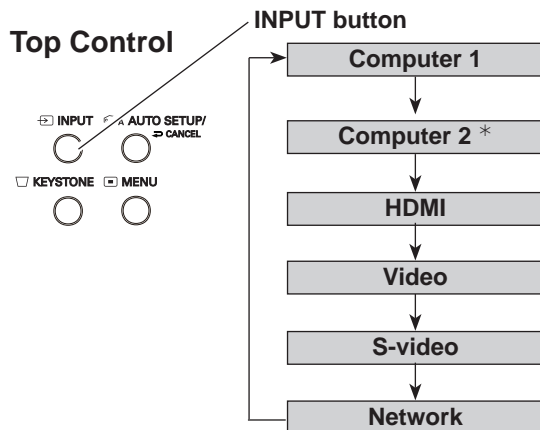 INPUT button
Top Control
Computer 1
Computer 2 *
HDMI
Video
S-video
Network
INPUT
A AUTO SETUP/
CANCEL
KEYSTONE
MENU